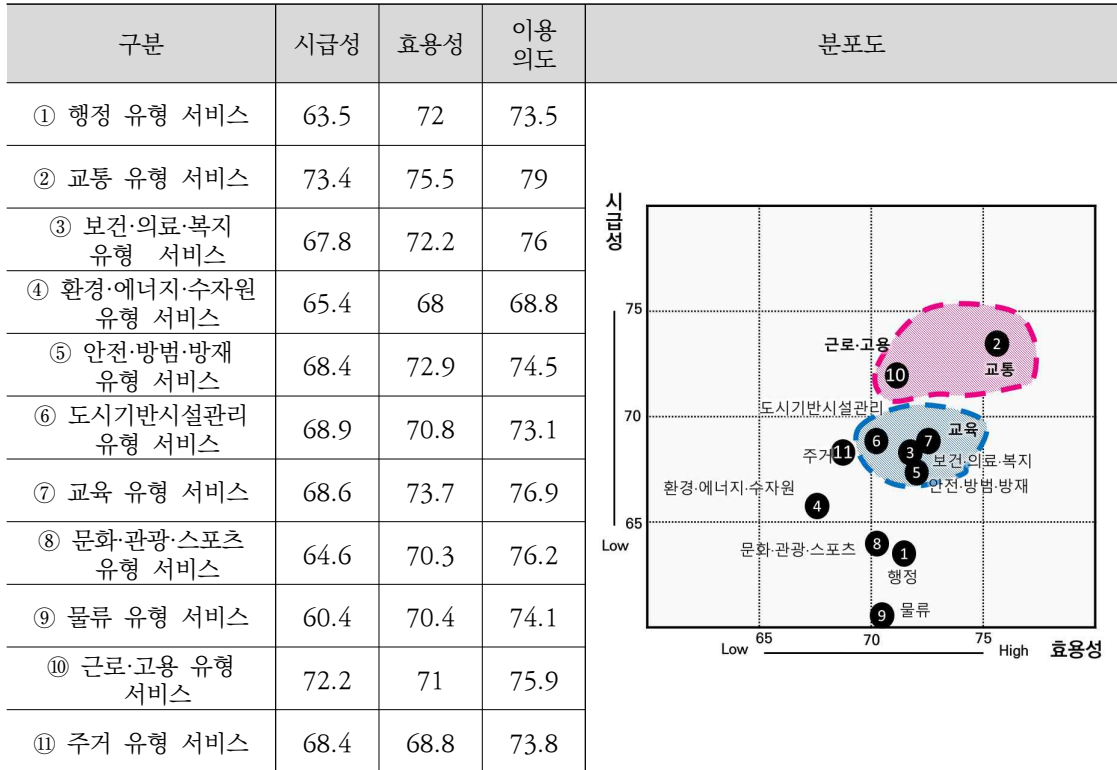 구분 시급성 효용성 이용 의도 분포도
① 행정 유형 서비스 63.5 72 73.5
② 교통 유형 서비스 73.4 75.5 79
③ 보건·의료·복지
유형 서비스 67.8 72.2 76
④ 환경·에너지·수자원
유형 서비스 65.4 68 68.8
⑤ 안전·방범·방재
유형 서비스 68.4 72.9 74.5
⑥ 도시기반시설관리
유형 서비스 68.9 70.8 73.1
⑦ 교육 유형 서비스 68.6 73.7 76.9
⑧ 문화·관광·스포츠
유형 서비스 64.6 70.3 76.2
⑨ 물류 유형 서비스 60.4 70.4 74.1
⑩ 근로·고용 유형
서비스 72.2 71 75.9
⑪ 주거 유형 서비스 68.4 68.8 73.8
시급성
75
근로·고용 2
10 교통
70
도시기반시설관리
교육
6 7
주거 11 3 보건·의료·복지
5 안전·방범·방재
환경·에너지·수자원
4
65
Low
문화·관광·스포츠 8 1
행정
9 물류
65 70 75
Low High 효용성